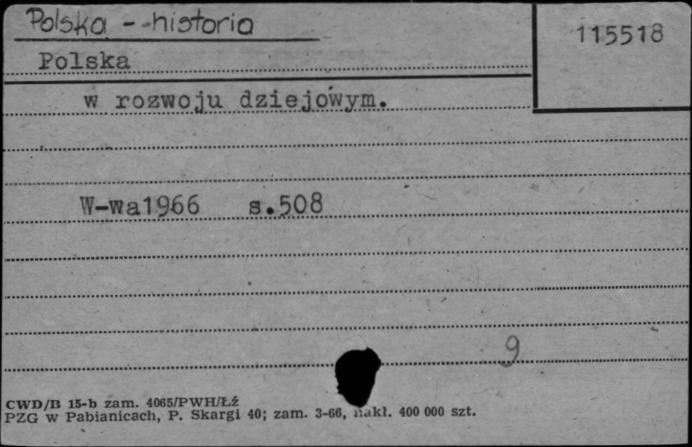 Polska - historia
115518
Polska
w rozwoju dziejowym.
W-wa1966 s.508
9
CWD/B 15-b zam. 4065/PWH/Łź
PZG w Pabianicach, P. Skargi 40; zam. 3-66, nakł. 400 000 szt.